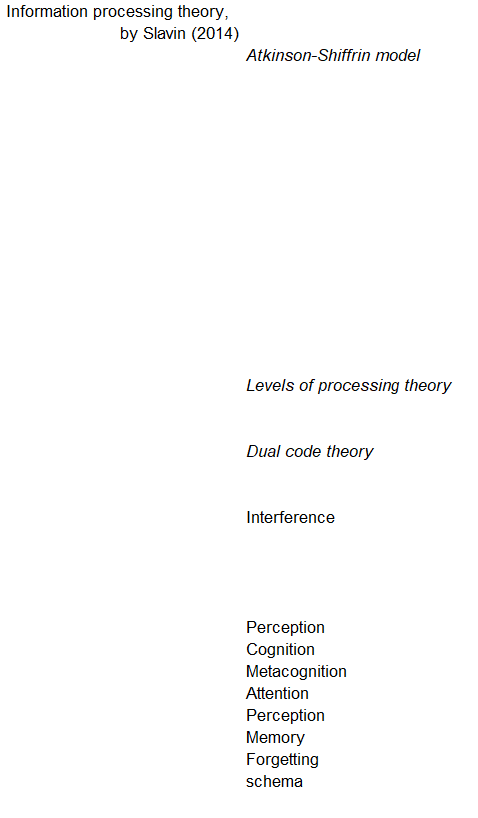 Information processing theory,
by Slavin (2014)
Atkinson-Shiffrin model
Levels of processing theory
Dual code theory
Interference
Perception
Cognition
Metacognition
Attention
Perception
Memory
Forgetting
schema